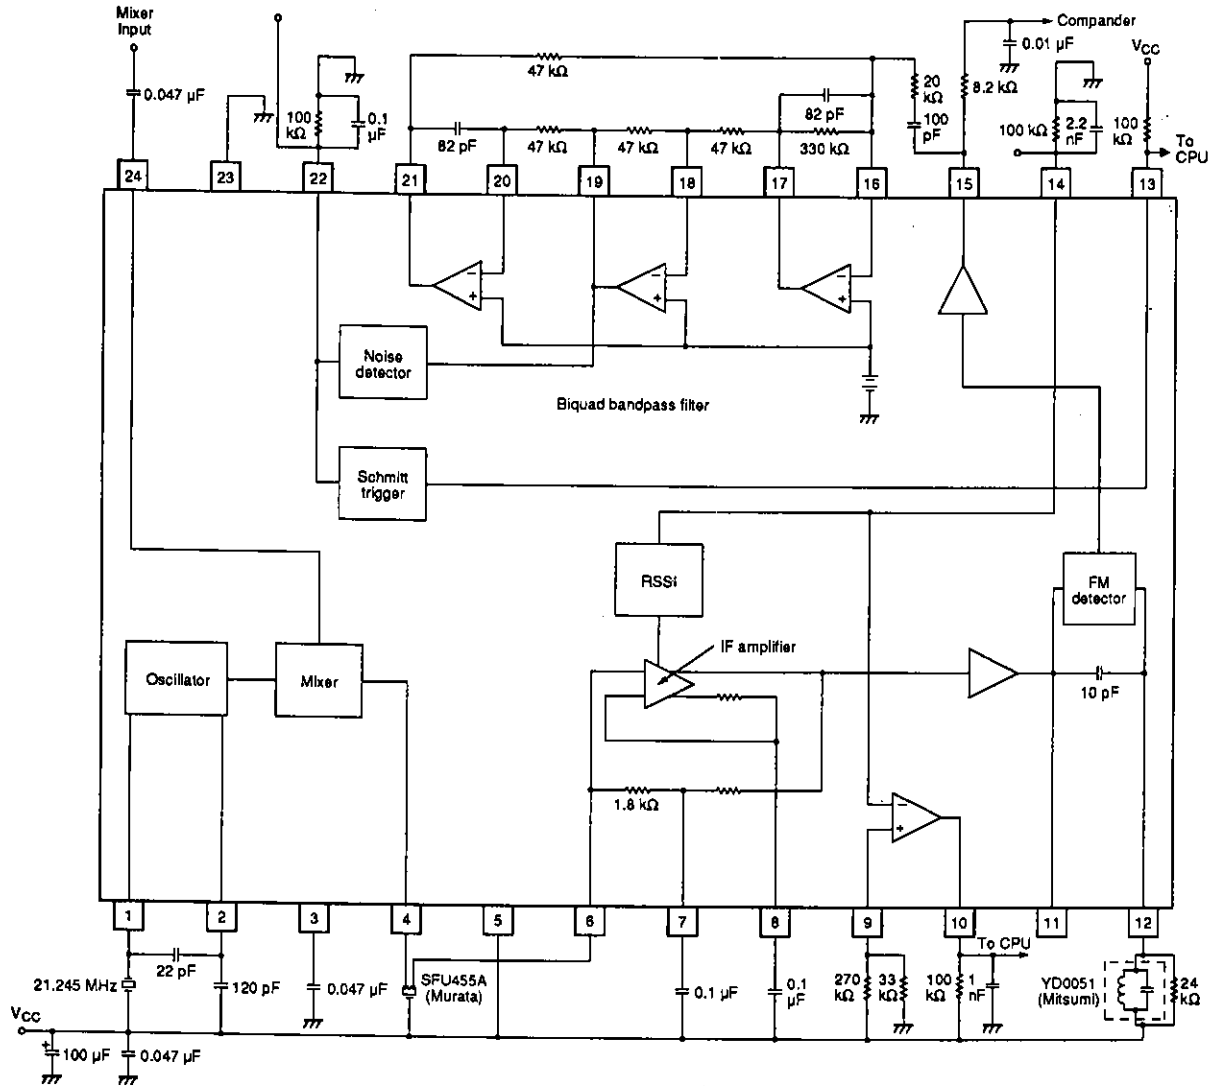 Mixer
Input
0.047 µF
100
kΩ
0.1
µF
47 kΩ
82 pF
47 kΩ
47 kΩ
47 kΩ
82 pF
330 kΩ
20
kΩ
100
pF
8.2 kΩ
Compander
0.01 µF
100 kΩ
2.2
nF
VCC
100
kΩ
To
CPU
24
23
22
21
20
19
18
17
16
15
14
13
Noise
detector
Biquad bandpass filter
Schmitt
trigger
RSSI
FM
detector
IF amplifier
Oscillator
Mixer
10 pF
1.8 kΩ
1
2
3
4
5
6
7
8
9
10
11
12
22 pF
21.245 MHz
120 pF
0.047 µF
SFU455A
(Murata)
0.1 µF
0.1
µF
270
kΩ
33
kΩ
100
kΩ
1
nF
To CPU
YD0051
(Mitsumi)
24
kΩ
VCC
100 µF
0.047 µF